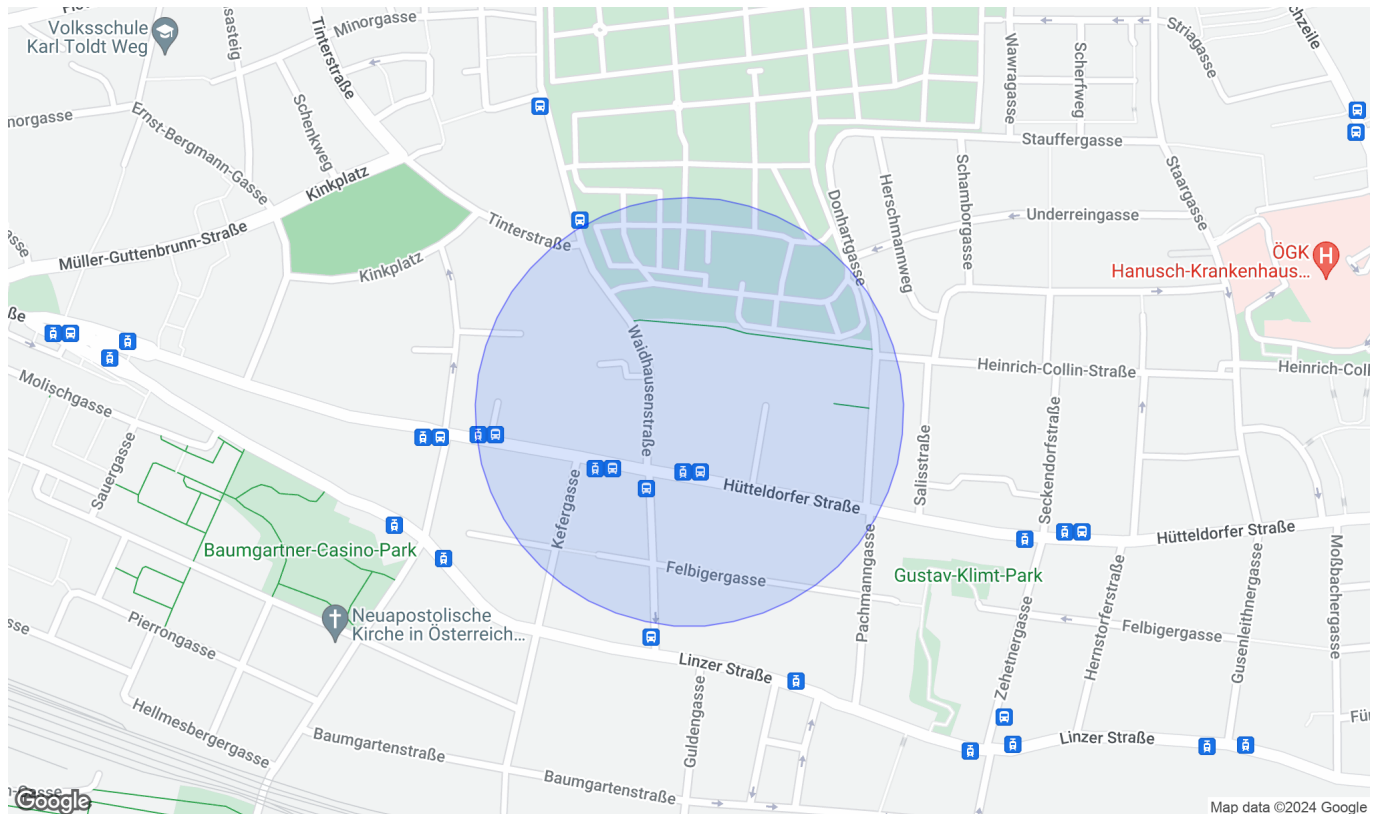 Volksschule
Karl Toldt Weg
Minorgasse
Tinterstraße
Striagasse
Wawragasse
Scherfweg
norgasse
Ernst-Bergmann-Gasse
Schenkweg
Kinkplatz
Stauffergasse
Staargasse
Schamborgasse
Herschmannweg
Donhartgasse
Underreingasse
Müller-Guttenbrunn-Straße
Tinterstraße
Kinkplatz
ÖGK
Hanusch-Krankenhaus...
Waidhausenstraße
Heinrich-Collin-Straße
Heinrich-Coll
Molischgasse
Sauergasse
Kefergasse
Hütteldorfer Straße
Salisstraße
Seckendorfstraße
Hütteldorfer Straße
Baumgartner-Casino-Park
Felbigergasse
Pachmanngasse
Gustav-Klimt-Park
Moßbachergasse
Neuapostolische
Kirche in Österreich...
Pierrongasse
Felbigergasse
Zehetnergasse
Hernstorferstraße
Gusenleithnergasse
Linzer Straße
Guldengasse
Hellmesbergergasse
Baumgartenstraße
Linzer Straße
Baumgartenstraße
Google
Map data ©2024 Google